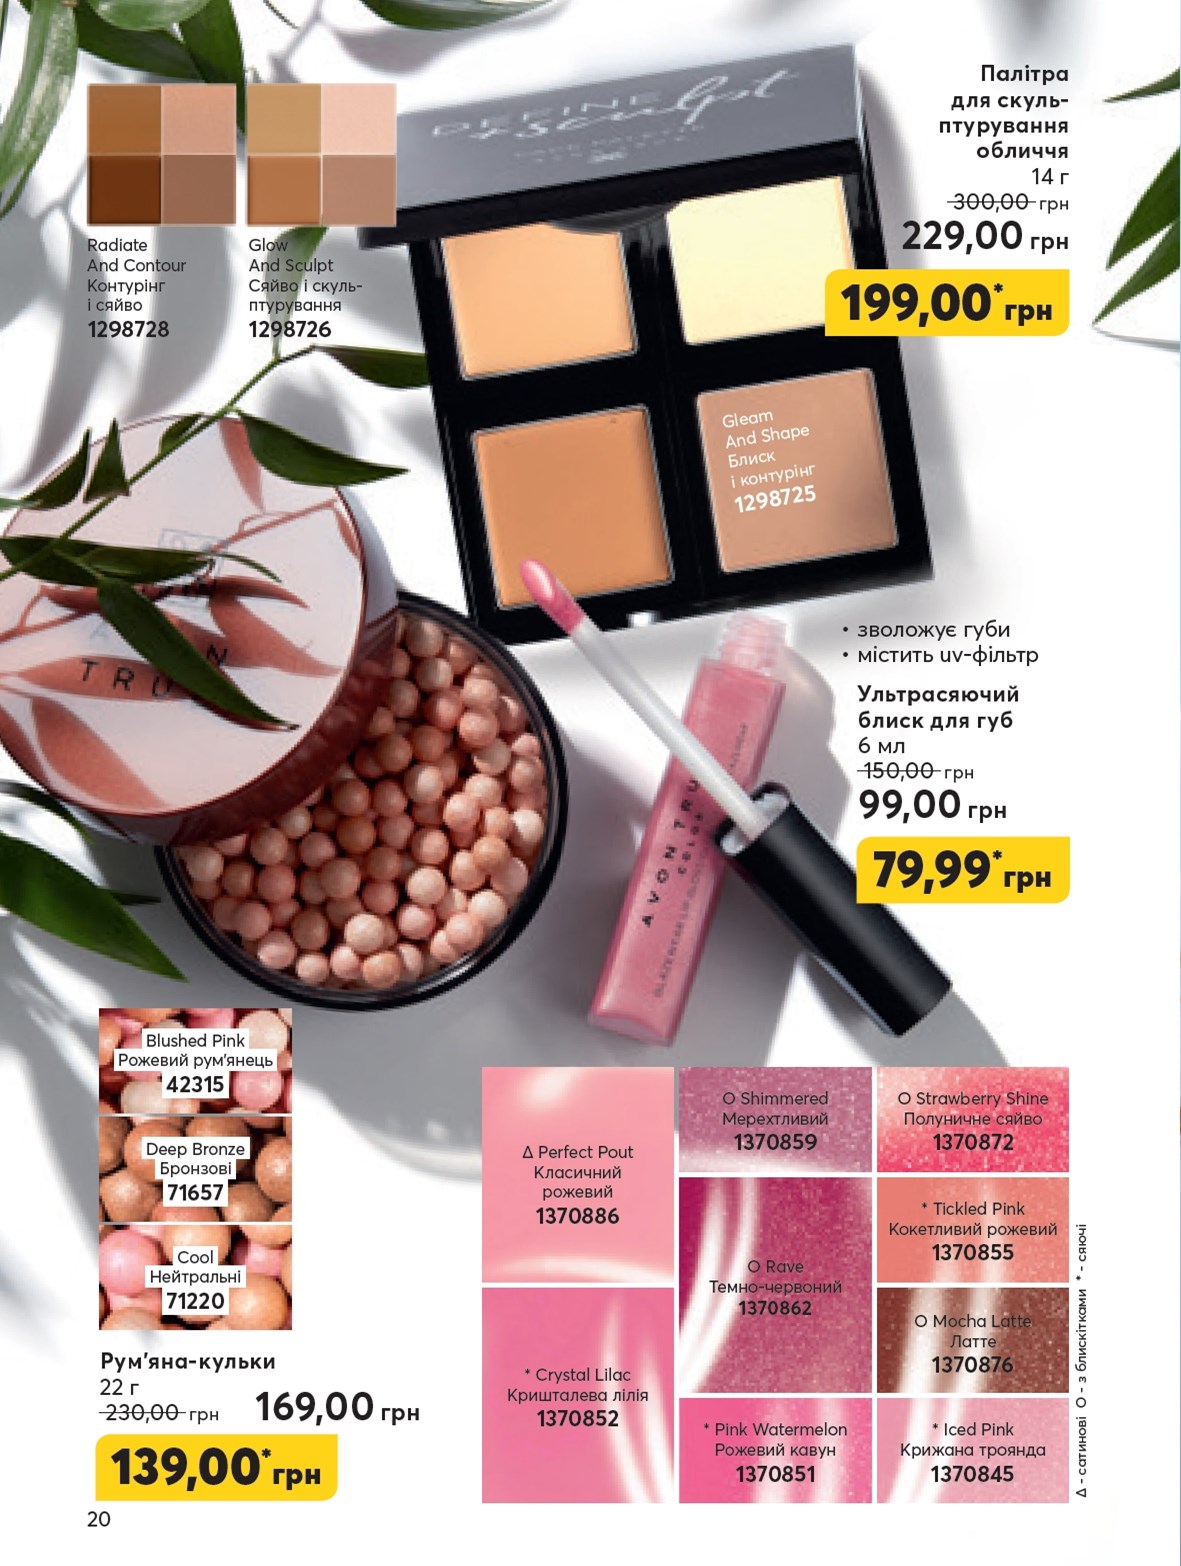 DEFINE
+ sculpt
Палітра
для скуль-
птурування
обличчя
14 г
300,00 грн
229,00 грн
199,00* грн
Radiate
And Contour
Контурінг
і сяйво
1298728
Glow
And Sculpt
Сяйво і скуль-
птурування
1298726
Gleam
And Shape
Блиск
і контурінг
1298725
TRU
• зволожує губи
• містить uv-фільтр
Ультрасяючий
блиск для губ
6 мл
150,00 грн
99,00 грн
79,99* грн
AVON TRUE
COLOR
Blushed Pink
Рожевий рум'янець
42315
Deep Bronze
Бронзові
71657
Cool
Нейтральні
71220
Рум'яна-кульки
22 г
230,00 грн
169,00 грн
139,00* грн
Δ Perfect Pout
Класичний
рожевий
1370886
* Crystal Lilac
Кришталева лілія
1370852
O Shimmered
Мерехтливий
1370859
O Rave
Темно-червоний
1370862
* Pink Watermelon
Рожевий кавун
1370851
O Strawberry Shine
Полуничне сяйво
1370872
* Tickled Pink
Кокетливий рожевий
1370855
O Mocha Latte
Латте
1370876
* Iced Pink
Крижана троянда
1370845
Δ - сатинові O - з блискітками * - сяючі
20